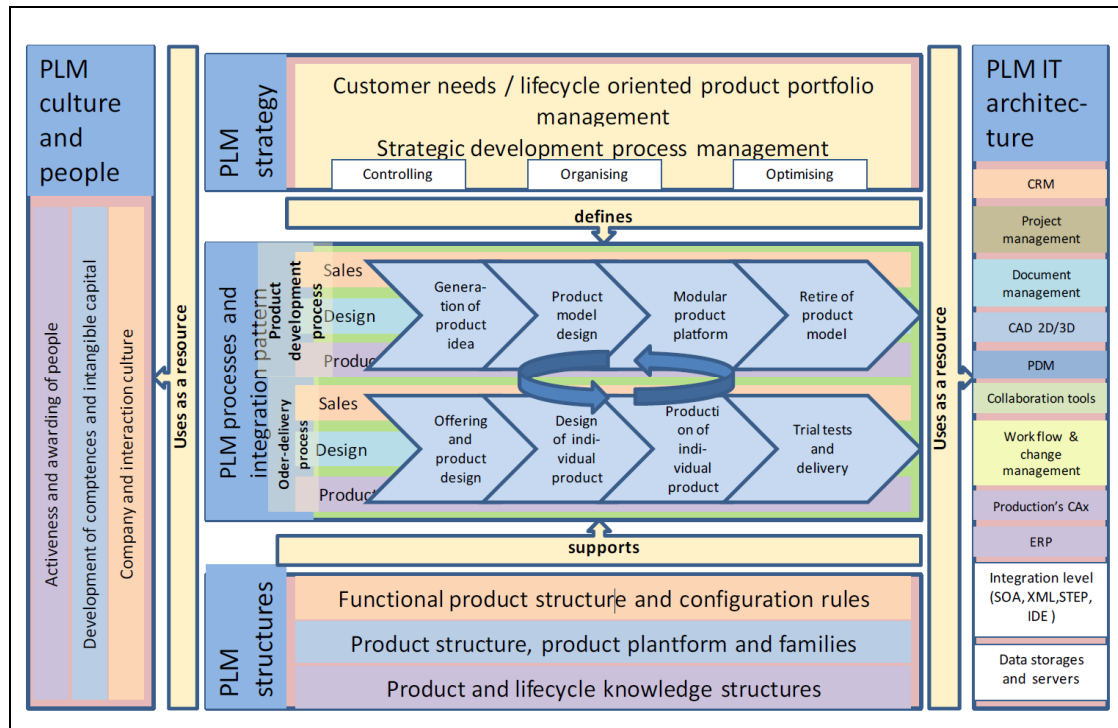 PLM
culture
and
people
Activeness and awarding of people
Development of comptences and intangible capital
Company and interaction culture
Uses as a resource
PLM
strategy
Customer needs / lifecycle oriented product portfolio
management
Strategic development process management
Controlling
Organising
Optimising
defines
PLM processes and
integration pattern
Product
development
process
Sales
Design
Produc
Genera-
tion of
product
idea
Product
model
design
Modular
product
platform
Retire of
product
model
Oder-delivery
process
Sales
Design
Product
Offering
and
product
design
Design
of indi-
vidual
product
Producti
on of
indi-
vidual
product
Trial tests
and
delivery
supports
PLM
structures
Functional product structure and configuration rules
Product structure, product plantform and families
Product and lifecycle knowledge structures
Uses as a resource
PLM IT
architec-
ture
CRM
Project
management
Document
management
CAD 2D/3D
PDM
Collaboration tools
Work flow &
change
management
Production's CAx
ERP
Integration level
(SOA, XML,STEP,
IDE )
Data storages
and servers